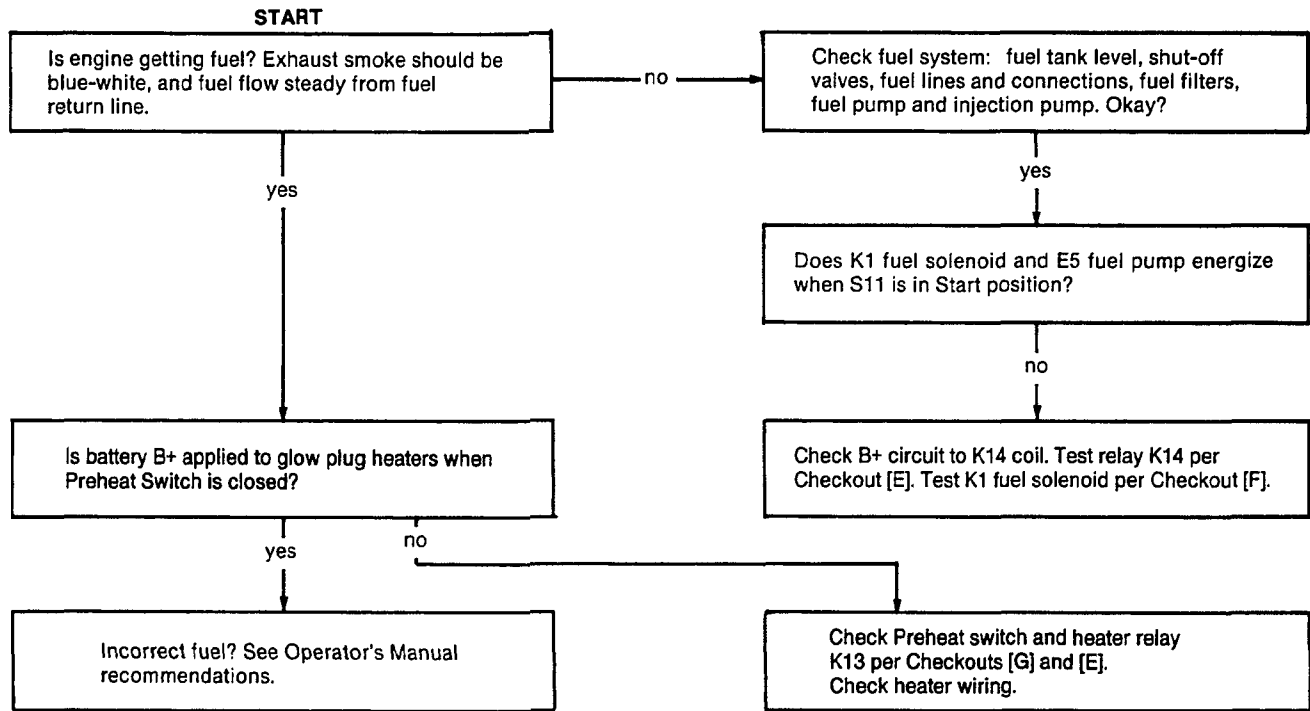 START
Is engine getting fuel? Exhaust smoke should be
blue-white, and fuel flow steady from fuel
return line.
no
Check fuel system: fuel tank level, shut-off
valves, fuel lines and connections, fuel filters,
fuel pump and injection pump. Okay?
yes
yes
Does K1 fuel solenoid and E5 fuel pump energize
when S11 is in Start position?
no
Is battery B+ applied to glow plug heaters when
Preheat Switch is closed?
Check B+ circuit to K14 coil. Test relay K14 per
Checkout [E]. Test K1 fuel solenoid per Checkout [F].
yes
no
Incorrect fuel? See Operator's Manual
recommendations.
Check Preheat switch and heater relay
K13 per Checkouts [G] and [E].
Check heater wiring.